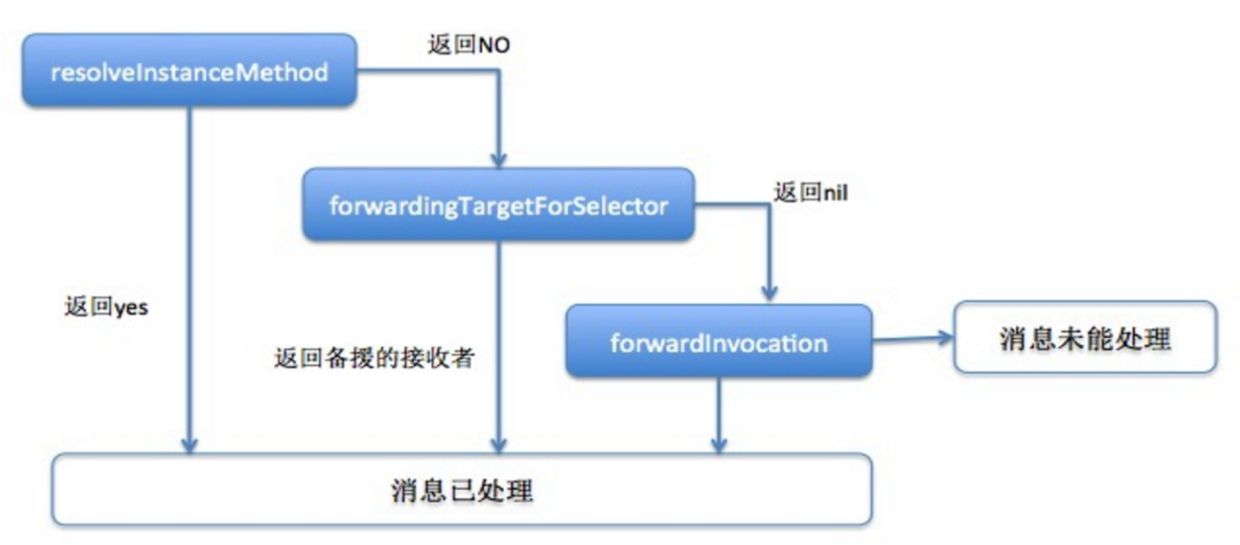 返回NO
resolveInstanceMethod
返回nil
forwardingTargetForSelector
返回yes
forwardInvocation
消息未能处理
返回备援的接收者
消息已处理